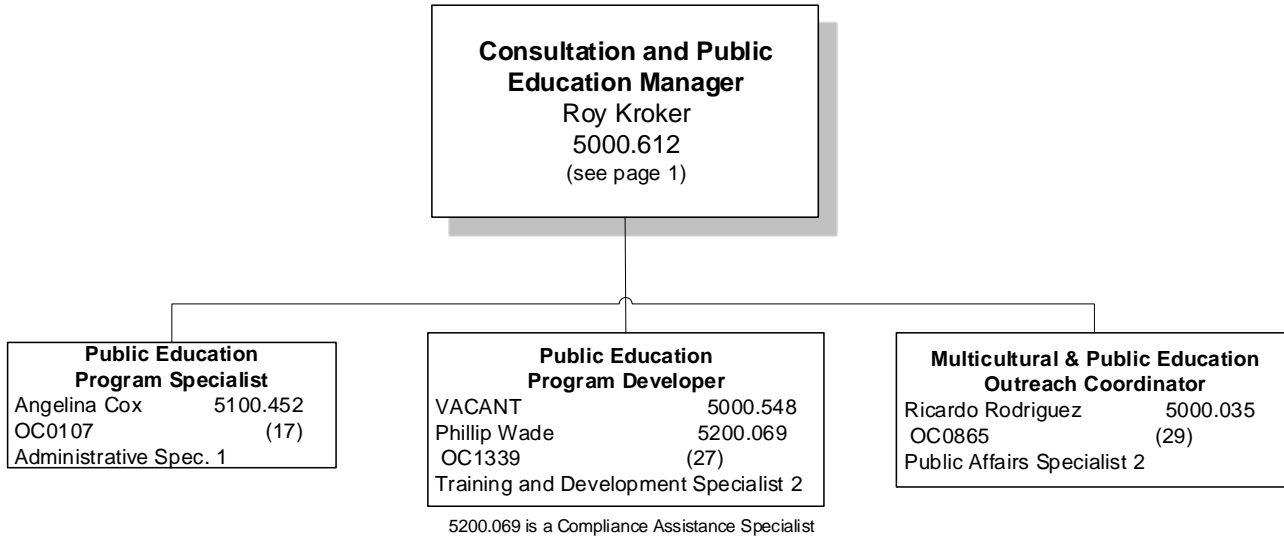 Consultation and Public
Education Manager
Roy Kroker
5000.612
(see page 1)
Public Education
Program Specialist
Angelina Cox 5100.452
OC0107 (17)
Administrative Spec. 1
Public Education
Program Developer
VACANT 5000.548
Phillip Wade 5200.069
OC1339 (27)
Training and Development Specialist 2
5200.069 is a Compliance Assistance Specialist
Multicultural & Public Education
Outreach Coordinator
Ricardo Rodriguez 5000.035
OC0865 (29)
Public Affairs Specialist 2